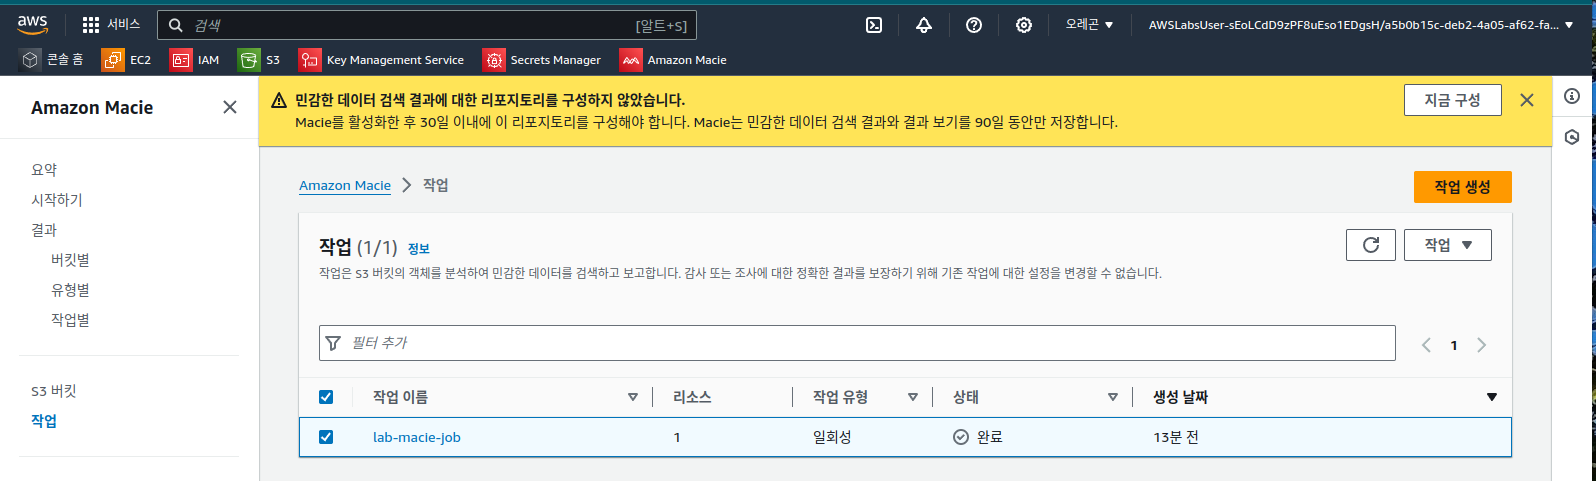 aws
서비스
검색
[알트+S]
오레곤
AWSLabsUser-sEoLCdD9zPF8uEso1EDgsH/a5b0b15c-deb2-4a05-af62-fa...
콘솔 홈
EC2
IAM
S3
Key Management Service
Secrets Manager
Amazon Macie
Amazon Macie
요약
시작하기
결과
버킷별
유형별
작업별
S3 버킷
작업
민감한 데이터 검색 결과에 대한 리포지토리를 구성하지 않았습니다.
Macie를 활성화한 후 30일 이내에 이 리포지토리를 구성해야 합니다. Macie는 민감한 데이터 검색 결과와 결과 보기를 90일 동안만 저장합니다.
지금 구성
Amazon Macie
작업
작업 생성
작업 (1/1) 정보
작업은 S3 버킷의 객체를 분석하여 민감한 데이터를 검색하고 보고합니다. 감사 또는 조사에 대한 정확한 결과를 보장하기 위해 기존 작업에 대한 설정을 변경할 수 없습니다.
작업
필터 추가
1
작업 이름 리소스 작업 유형 상태 생성 날짜
lab-macie-job 1 일회성 완료 13분 전